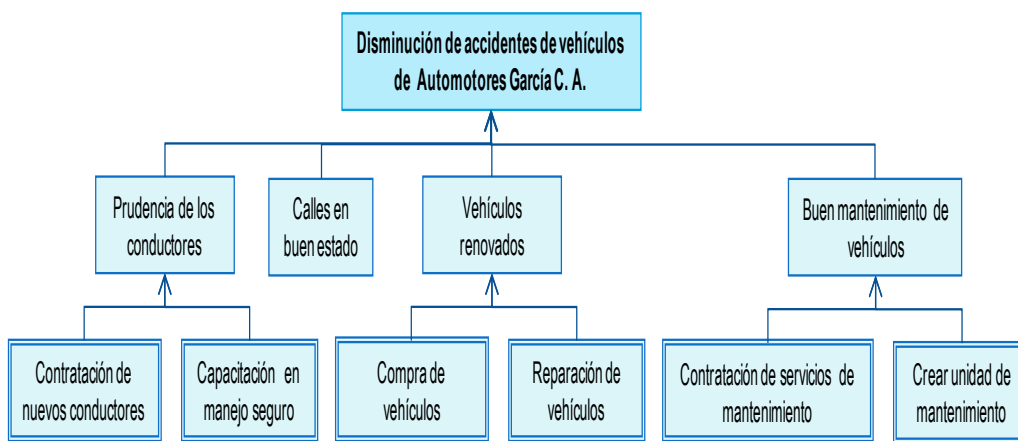 Disminución de accidentes de vehículos
de Automotores García C. A.
Prudencia de los
conductores
Calles en
buen estado
Vehículos
renovados
Buen mantenimiento de
vehículos
Contratación de
nuevos conductores
Capacitación en
manejo seguro
Compra de
vehículos
Reparación de
vehículos
Contratación de servicios de
mantenimiento
Crear unidad de
mantenimiento